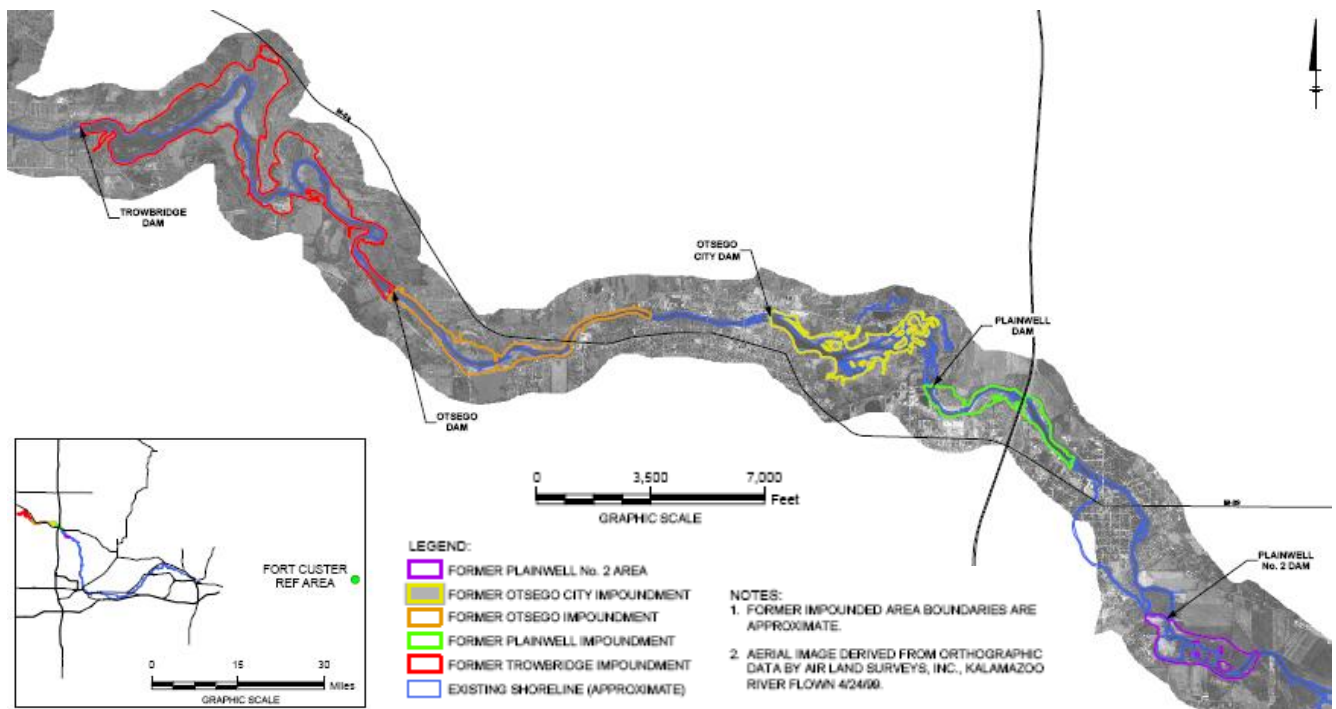 M-89
TROWBRIDGE
DAM
OTSEGO
CITY DAM
PLAINWELL
DAM
OTSEGO
DAM
M-89
PLAINWELL
No. 2 DAM
0 3,500 7,000
Feet
GRAPHIC SCALE
FORT CUSTER
REF AREA
0 15 30
Miles
GRAPHIC SCALE
LEGEND:
FORMER PLAINWELL No. 2 AREA
FORMER OTSEGO CITY IMPOUNDMENT
FORMER OTSEGO IMPOUNDMENT
FORMER PLAINWELL IMPOUNDMENT
FORMER TROWBRIDGE IMPOUNDMENT
EXISTING SHORELINE (APPROXIMATE)
NOTES:
1. FORMER IMPOUNDED AREA BOUNDARIES ARE
APPROXIMATE.
2. AERIAL IMAGE DERIVED FROM ORTHOGRAPHIC
DATA BY AIR LAND SURVEYS, INC., KALAMAZOO
RIVER FLOWN 4/24/99.